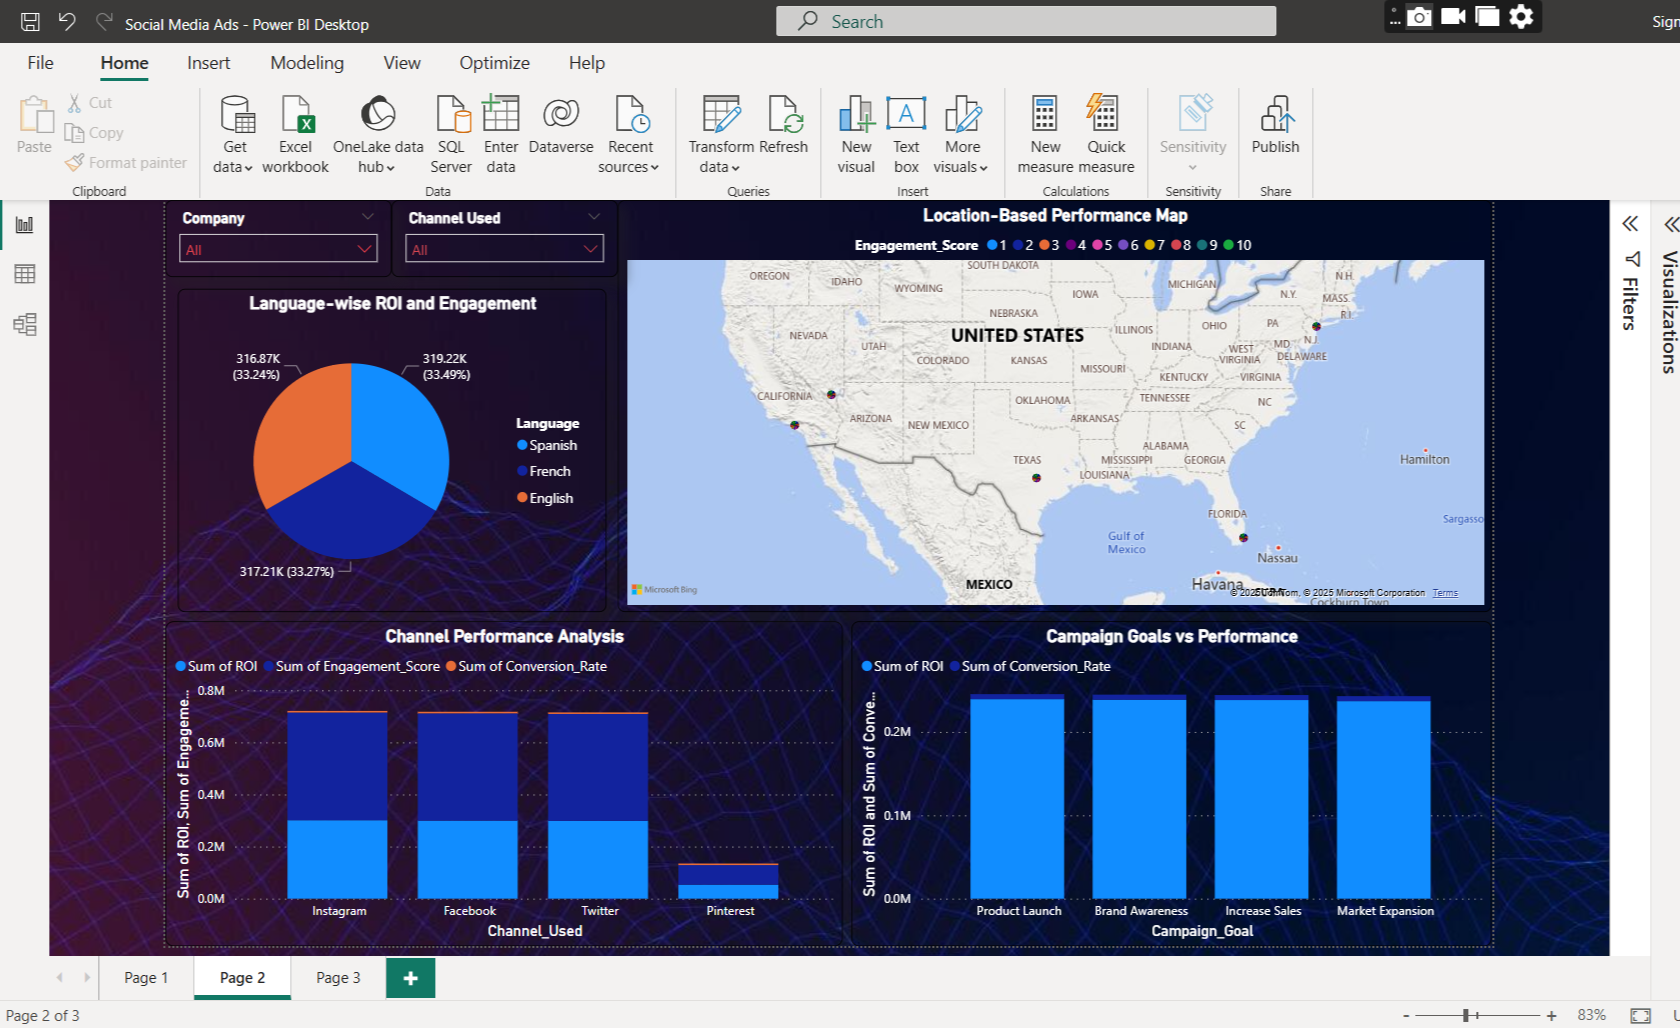 Social Media Ads - Power BI Desktop
Search
Sign
File Home Insert Modeling View Optimize Help
Paste
Cut
Copy
Format painter
Clipboard
Get data
Excel workbook
OneLake data hub
SQL Server
Enter data
Dataverse
Recent sources
Data
Transform data
Refresh
Queries
New visual
Text box
More visuals
Insert
New measure
Quick measure
Calculations
Sensitivity
Sensitivity
Publish
Share
Company
All
Channel Used
All
Language-wise ROI and Engagement
316.87K
(33.24%)
319.22K
(33.49%)
317.21K (33.27%)
Language
Spanish
French
English
Location-Based Performance Map
Engagement_Score 1 2 3 4 5 6 7 8 9 10
OREGON
IDAHO
WYOMING
SOUTH DAKOTA
MICHIGAN
N.H.
N.Y.
MASS.
R.I.
IOWA
NEBRASKA
NEVADA
UTAH
UNITED STATES
ILLINOIS
OHIO
PA
N.J.
INDIANA
WEST VIRGINIA
MD
DELAWARE
COLORADO
KANSAS
MISSOURI
KENTUCKY
VIRGINIA
CALIFORNIA
OKLAHOMA
TENNESSEE
NC
ARIZONA
NEW MEXICO
ARKANSAS
SC
ALABAMA
TEXAS
MISSISSIPPI
GEORGIA
LOUISIANA
Hamilton
FLORIDA
Sargasso
Gulf of
Mexico
Nassau
MEXICO
Havana
Microsoft Bing
© 2025 TomTom, © 2025 Microsoft Corporation Terms
Cockburn Town
Channel Performance Analysis
Sum of ROI Sum of Engagement_Score Sum of Conversion_Rate
Sum of ROI, Sum of Engageme...
0.8M
0.6M
0.4M
0.2M
0.0M
Instagram Facebook Twitter Pinterest
Channel_Used
Campaign Goals vs Performance
Sum of ROI Sum of Conversion_Rate
Sum of ROI and Sum of Conve...
0.2M
0.1M
0.0M
Product Launch Brand Awareness Increase Sales Market Expansion
Campaign_Goal
Filters
Visualizations
Page 1
Page 2
Page 3
Page 2 of 3
83%